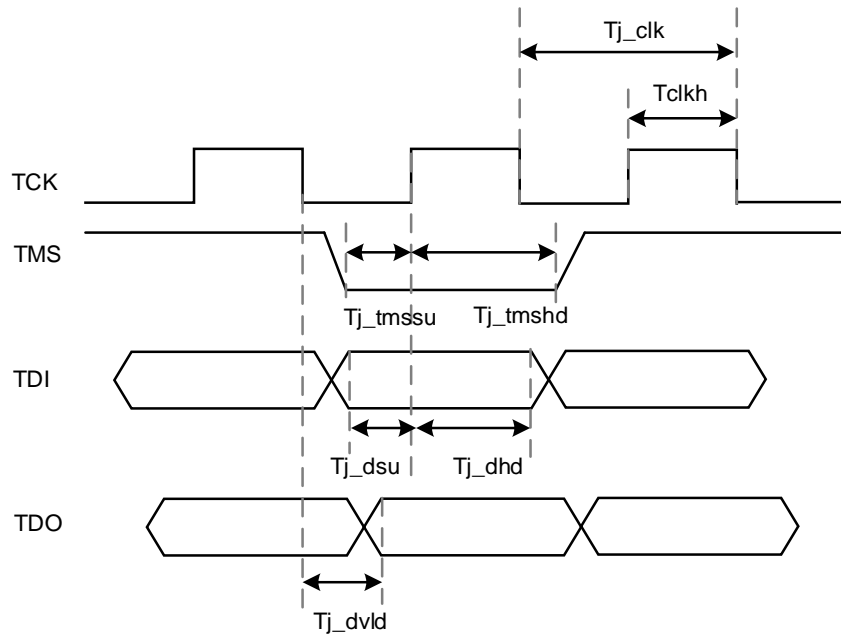 Tj_clk
Tclkh
TCK
TMS
Tj_tmssu
Tj_tmshd
TDI
Tj_dsu
Tj_dhd
TDO
Tj_dvld